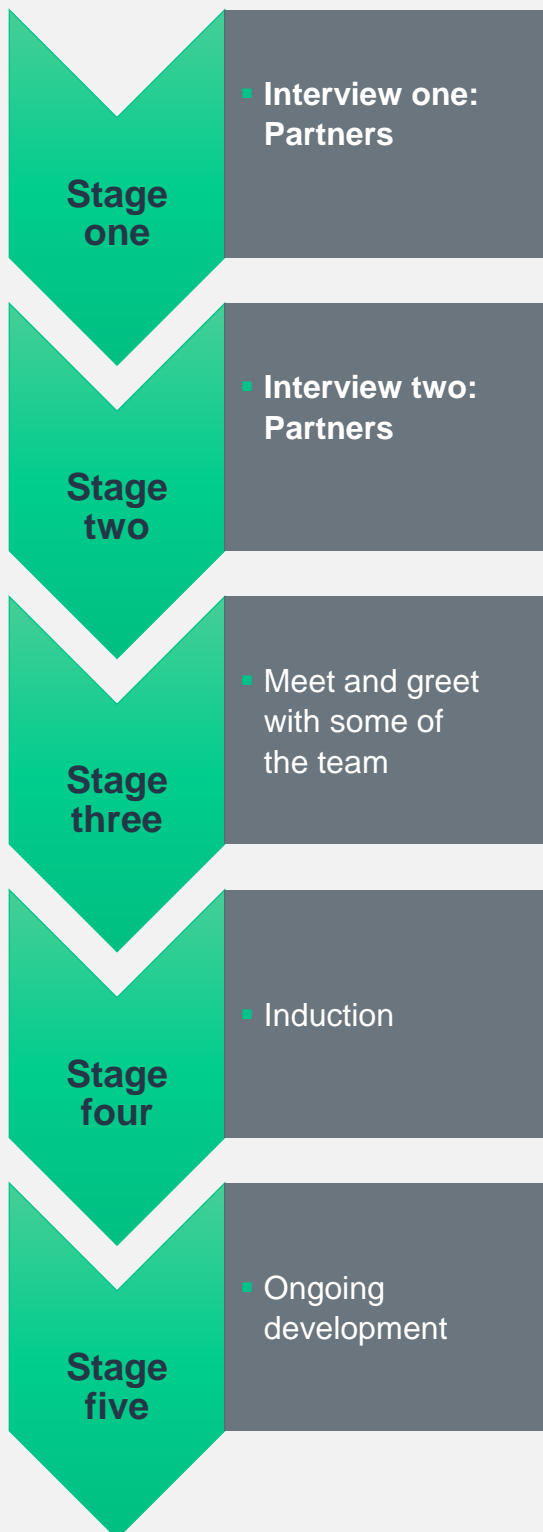 Stage
one
Interview one:
Partners
Stage
two
Interview two:
Partners
Stage
three
Meet and greet
with some of
the team
Stage
four
Induction
Stage
five
Ongoing
development